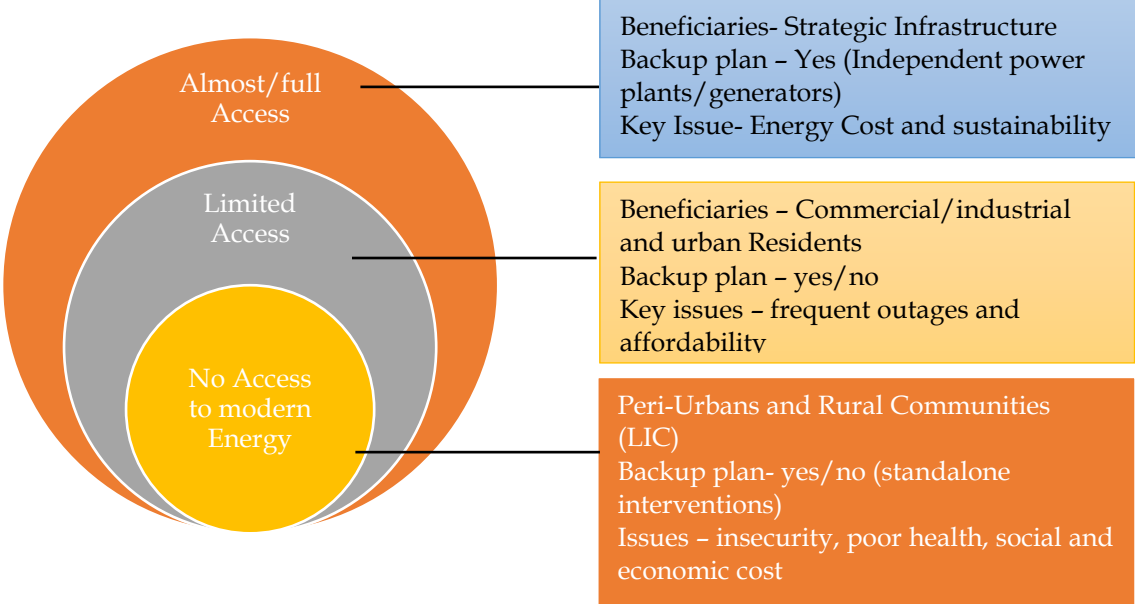 Almost/full
Access
Limited
Access
No Access
to modern
Energy
Beneficiaries- Strategic Infrastructure
Backup plan – Yes (Independent power
plants/generators)
Key Issue- Energy Cost and sustainability
Beneficiaries – Commercial/industrial
and urban Residents
Backup plan – yes/no
Key issues – frequent outages and
affordability
Peri-Urbans and Rural Communities
(LIC)
Backup plan- yes/no (standalone
interventions)
Issues – insecurity, poor health, social and
economic cost